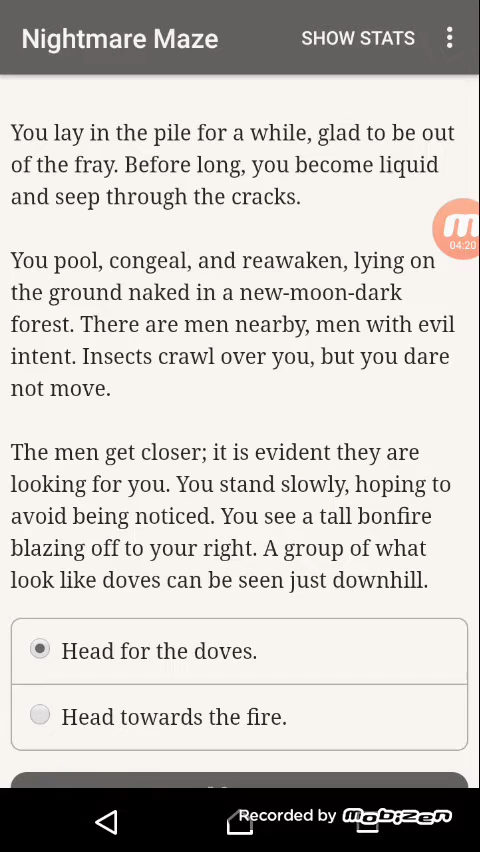 Nightmare Maze
SHOW STATS
You lay in the pile for a while, glad to be out
of the fray. Before long, you become liquid
and seep through the cracks.
04:20
You pool, congeal, and reawaken, lying on
the ground naked in a new-moon-dark
forest. There are men nearby, men with evil
intent. Insects crawl over you, but you dare
not move.
The men get closer; it is evident they are
looking for you. You stand slowly, hoping to
avoid being noticed. You see a tall bonfire
blazing off to your right. A group of what
look like doves can be seen just downhill.
Head for the doves.
Head towards the fire.
Recorded by mobizen